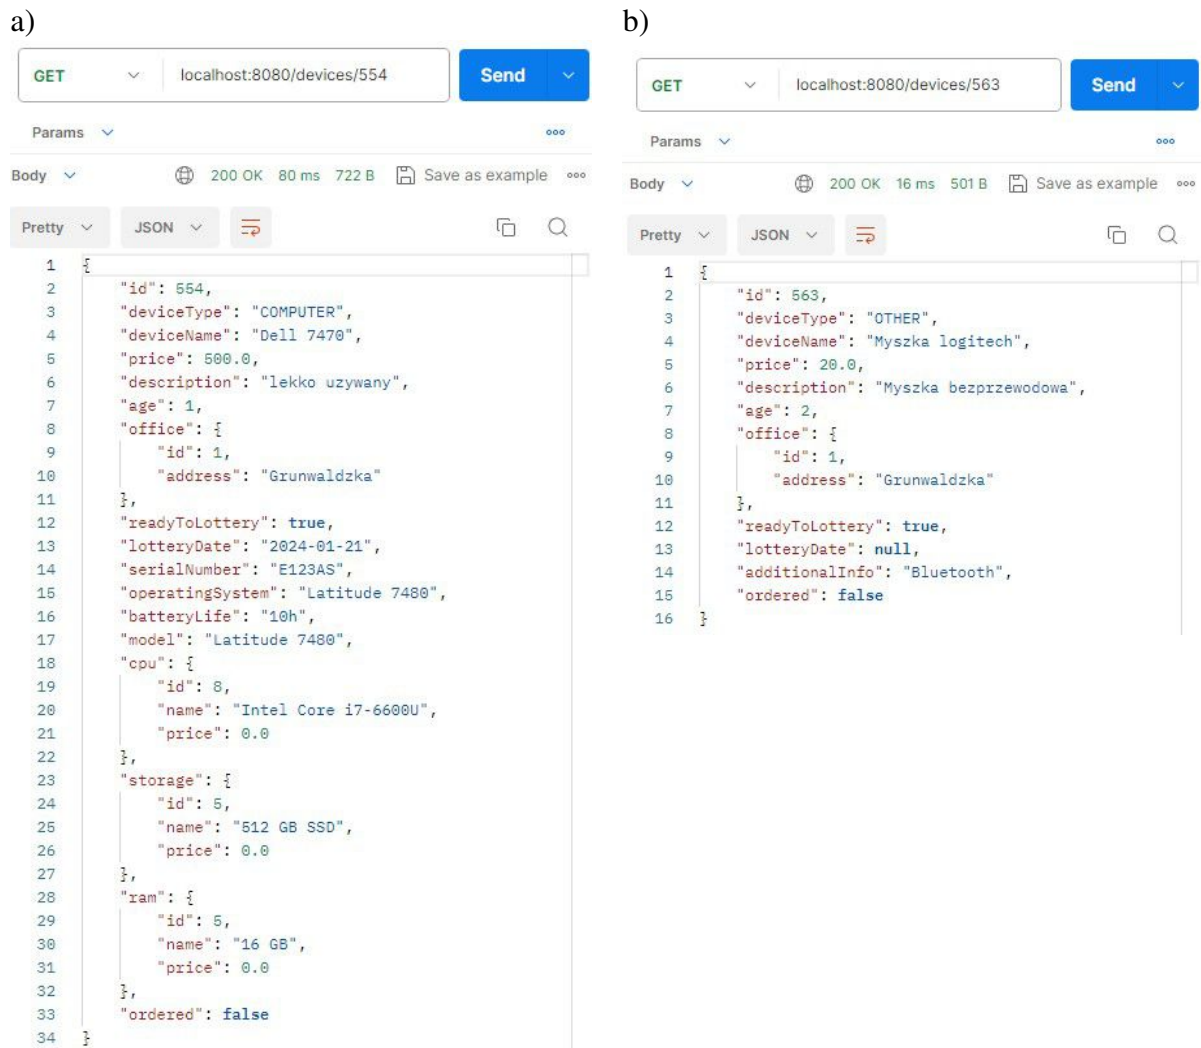 a)
GET localhost:8080/devices/554 Send
Params
Body 200 OK 80 ms 722 B Save as example
Pretty JSON
1 {
2 "id": 554,
3 "deviceType": "COMPUTER",
4 "deviceName": "Dell 7470",
5 "price": 500.0,
6 "description": "lekko uzywany",
7 "age": 1,
8 "office": {
9 "id": 1,
10 "address": "Grunwaldzka"
11 },
12 "readyToLottery": true,
13 "lotteryDate": "2024-01-21",
14 "serialNumber": "E123AS",
15 "operatingSystem": "Latitude 7480",
16 "batteryLife": "10h",
17 "model": "Latitude 7480",
18 "cpu": {
19 "id": 8,
20 "name": "Intel Core i7-6600U",
21 "price": 0.0
22 },
23 "storage": {
24 "id": 5,
25 "name": "512 GB SSD",
26 "price": 0.0
27 },
28 "ram": {
29 "id": 5,
30 "name": "16 GB",
31 "price": 0.0
32 },
33 "ordered": false
34 }
b)
GET localhost:8080/devices/563 Send
Params
Body 200 OK 16 ms 501 B Save as example
Pretty JSON
1 {
2 "id": 563,
3 "deviceType": "OTHER",
4 "deviceName": "Myszka logitech",
5 "price": 20.0,
6 "description": "Myszka bezprzewodowa",
7 "age": 2,
8 "office": {
9 "id": 1,
10 "address": "Grunwaldzka"
11 },
12 "readyToLottery": true,
13 "lotteryDate": null,
14 "additionalInfo": "Bluetooth",
15 "ordered": false
16 }